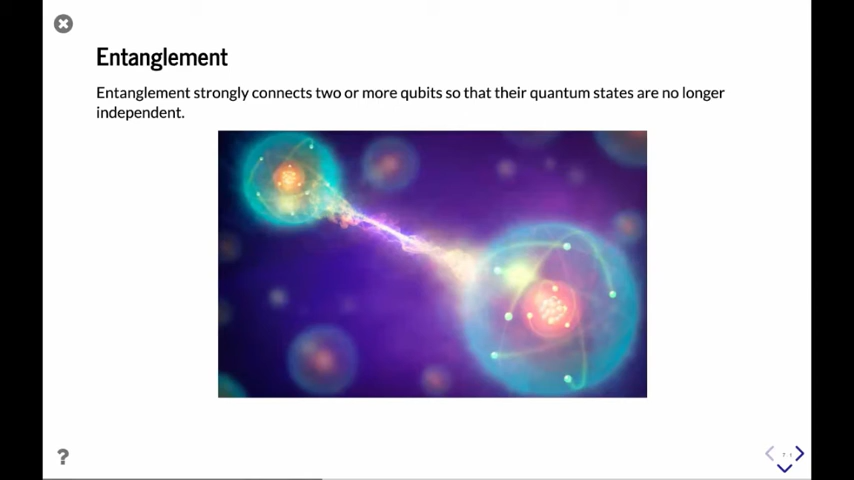 Entanglement
Entanglement strongly connects two or more qubits so that their quantum states are no longer
independent.
?